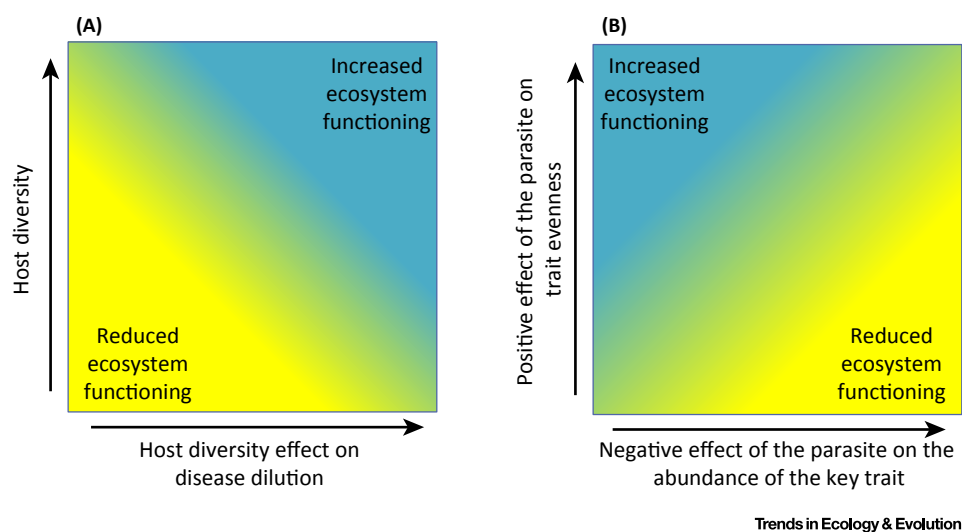 (A)
Increased
ecosystem
functioning
Host diversity
Reduced
ecosystem
functioning
Host diversity effect on
disease dilution
(B)
Increased
ecosystem
functioning
Positive effect of the parasite on
trait evenness
Reduced
ecosystem
functioning
Negative effect of the parasite on the
abundance of the key trait
Trends in Ecology & Evolution